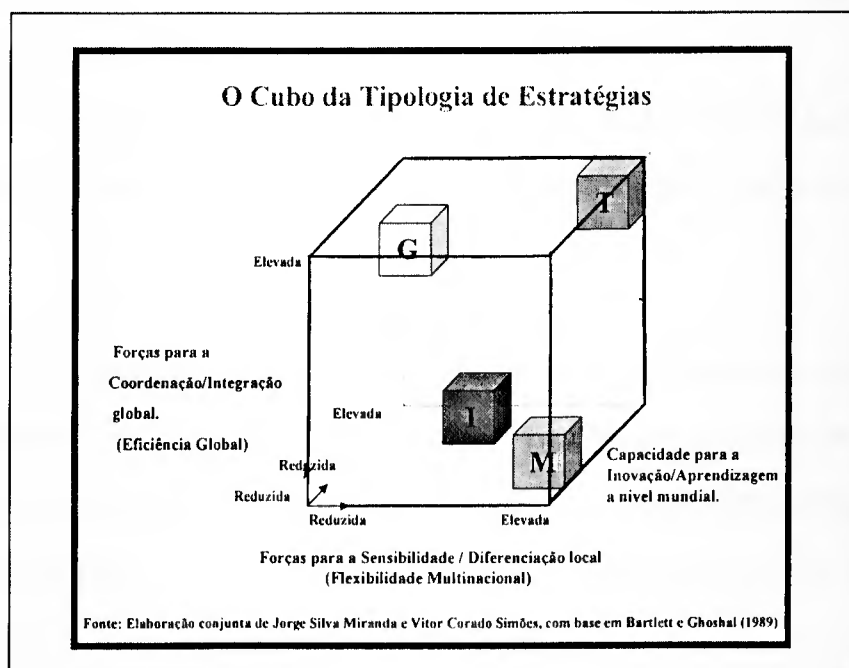 O Cubo da Tipologia de Estratégias
T
G
Elevada
Forças para a
Coordenação/Integração
global.
(Eficiência Global)
Elevada
I
M
Capacidade para a
Inovação/Aprendizagem
a nivel mundial.
Reduzida
Reduzida
Reduzida
Elevada
Forças para a Sensibilidade / Diferenciação local
(Flexibilidade Multinacional)
Fonte: Elaboração conjunta de Jorge Silva Miranda e Vitor Corado Simões, com base em Bartlett e Ghoshal (1989)